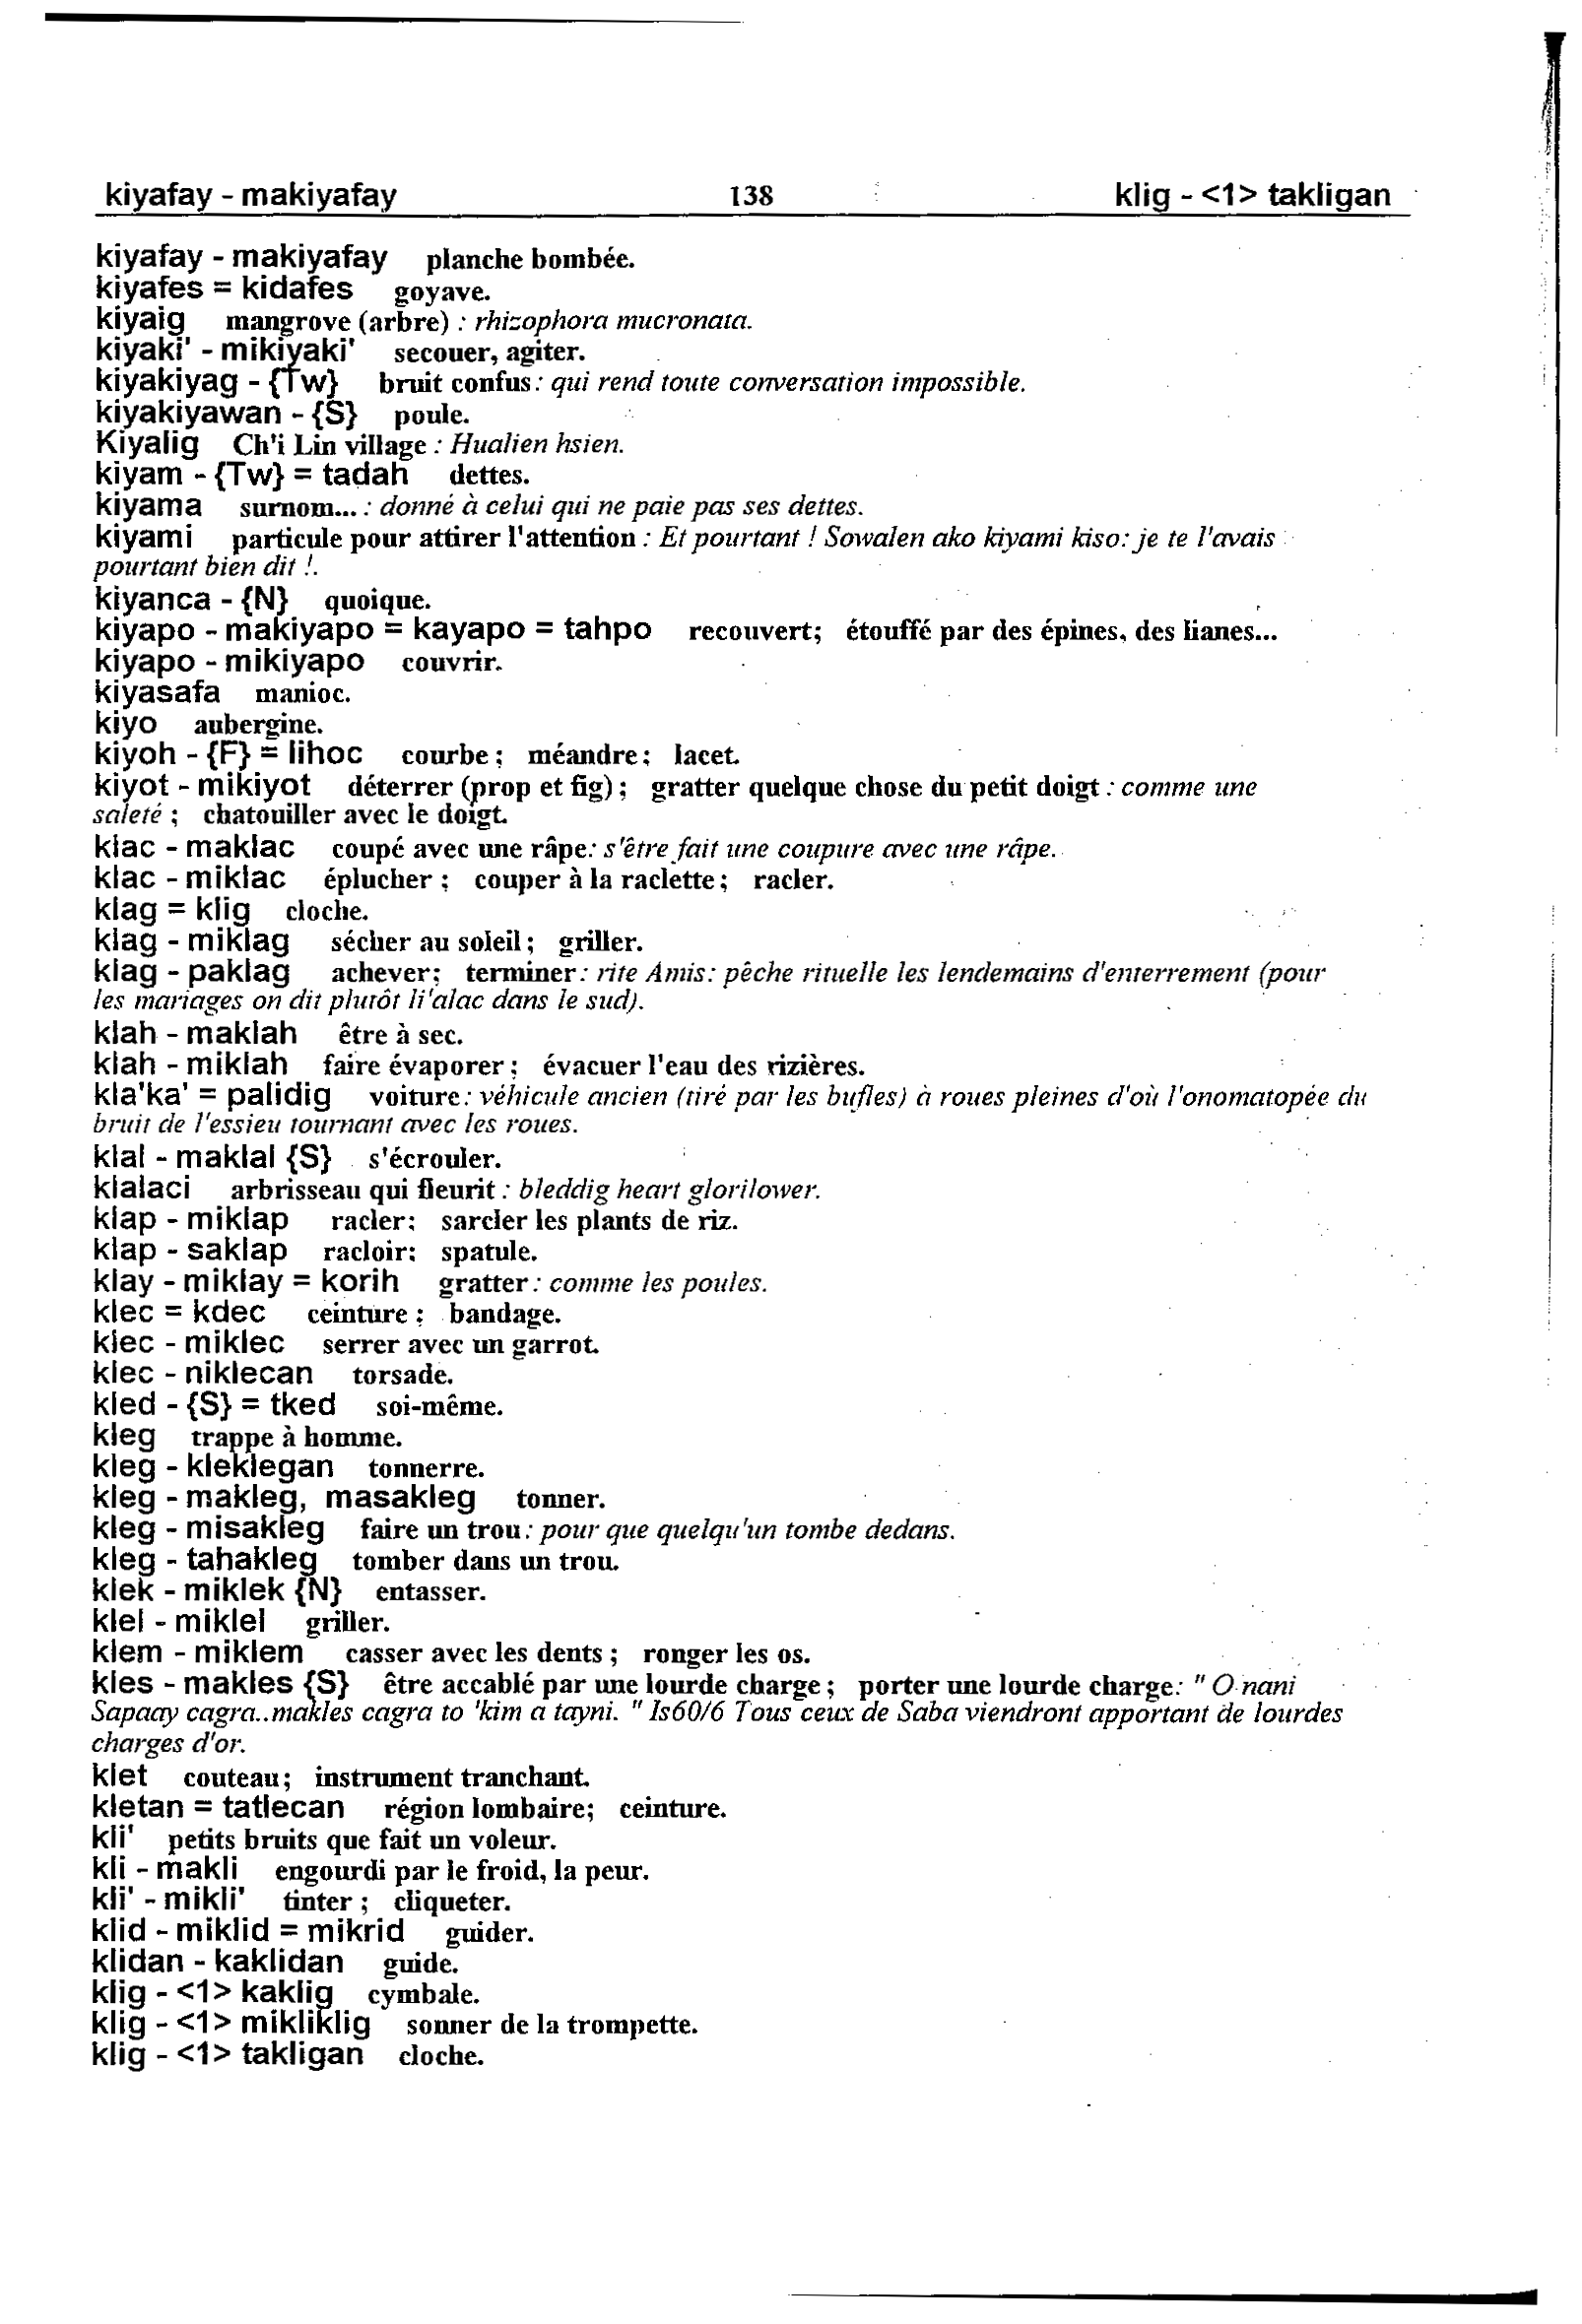 kiyafay - makiyafay 138 klig - <1> takligan
kiyafay - makiyafay planche bombée.
kiyafes = kidafes goyave.
kiyaig mangrove (arbre) : rhizophora mucronata.
kiyaki' - mikiyaki' secouer, agiter.
kiyakiyag - {Tw} bruit confus : qui rend toute conversation impossible.
kiyakiyawan - {S} poule.
Kiyalig Ch'i Lin village : Hualien hsien.
kiyam - {Tw} = tadah dettes.
kiyama surnom... : donné à celui qui ne paie pas ses dettes.
kiyami particule pour attirer l'attention : Et pourtant ! Sowalen ako kiyami kiso: je te l'avais
pourtant bien dit !.
kiyanca - {N} quoique.
kiyapo - makiyapo = kayapo = tahpo recouvert; étouffé par des épines, des lianes...
kiyapo - mikiyapo couvrir.
kiyasafa manioc.
kiyo aubergine.
kiyoh - {F} = lihoc courbe ; méandre ; lacet.
kiyot - mikiyot déterrer (prop et fig) ; gratter quelque chose du petit doigt : comme une
saleté ; chatouiller avec le doigt.
klac - maklac coupé avec une râpe: s'être fait une coupure avec une râpe.
klac - miklac éplucher ; couper à la raclette ; racler.
klag = klig cloche.
klag - miklag sécher au soleil ; griller.
klag - paklag achever; terminer : rite Amis: pêche rituelle les lendemains d'enterrement (pour
les mariages on dit plutôt li'alac dans le sud).
klah - maklah être à sec.
klah - miklah faire évaporer ; évacuer l'eau des rizières.
kla'ka' = palidig voiture : véhicule ancien (tiré par les bufles) à roues pleines d'où l'onomatopée du
bruit de l'essieu tournant avec les roues.
klal - maklal {S} s'écrouler.
klalaci arbrisseau qui fleurit : bleddig heart glorilower.
klap - miklap racler; sarcler les plants de riz.
klap - saklap racloir; spatule.
klay - miklay = korih gratter : comme les poules.
klec = kdec ceinture ; bandage.
klec - miklec serrer avec un garrot.
klec - niklecan torsade.
kled - {S} = tked soi-même.
kleg trappe à homme.
kleg - kleklegan tonnerre.
kleg - makleg, masakleg tonner.
kleg - misakleg faire un trou : pour que quelqu'un tombe dedans.
kleg - tahakleg tomber dans un trou.
klek - miklek {N} entasser.
klel - miklel griller.
klem - miklem casser avec les dents ; ronger les os.
kles - makles {S} être accablé par une lourde charge ; porter une lourde charge: " O nani
Sapaay cagra..makles cagra to 'kim a tayni. " Is60/6 Tous ceux de Saba viendront apportant de lourdes
charges d'or.
klet couteau; instrument tranchant.
kletan = tatlecan région lombaire; ceinture.
kli' petits bruits que fait un voleur.
kli - makli engourdi par le froid, la peur.
kli' - mikli' tinter ; cliqueter.
klid - miklid = mikrid guider.
klidan - kaklidan guide.
klig - <1> kaklig cymbale.
klig - <1> mikliklig sonner de la trompette.
klig - <1> takligan cloche.